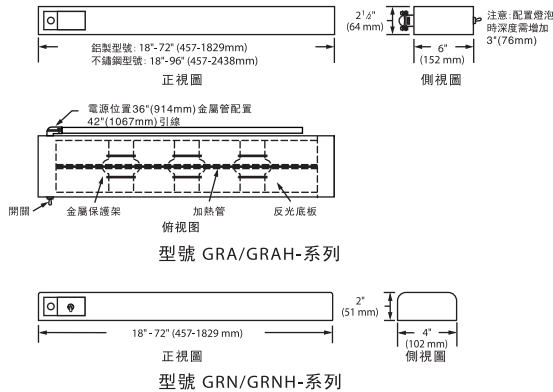 鋁製型號: 18"-72" (457-1829mm)
不鏽鋼型號: 18"-96" (457-2438mm)
正視圖
2 1/2"
(64 mm)
6"
(152 mm)
側視圖
注意:配置燈泡
時深度需增加
3"(76mm)
電源位置36"(914mm)金屬管配置
42"(1067mm)引線
開關
金屬保護架
加熱管
反光底板
俯视图
型號 GRA/GRAH-系列
18"- 72" (457-1829 mm)
正視圖
2"
(51 mm)
4"
(102 mm)
側視圖
型號 GRN/GRNH-系列